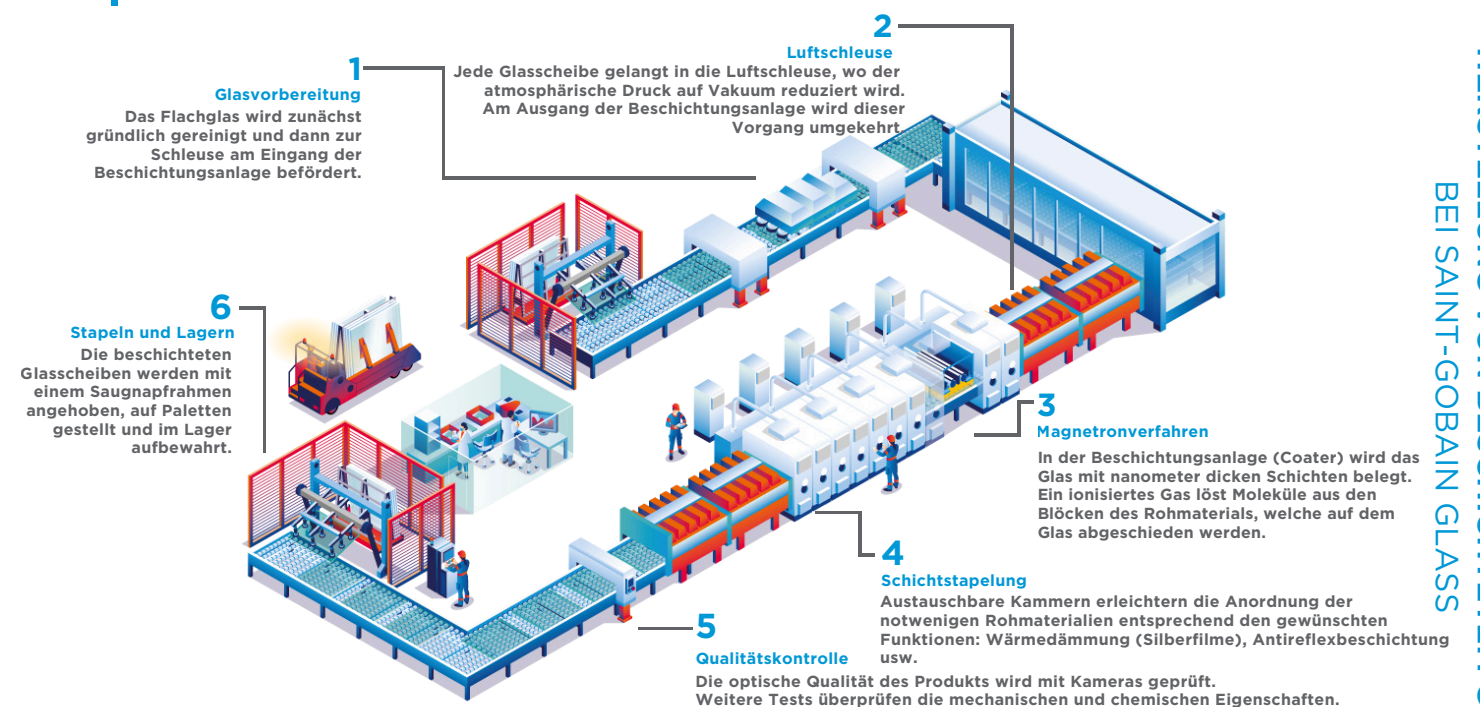 1
Glasvorbereitung
Das Flachglas wird zunächst
gründlich gereinigt und dann zur
Schleuse am Eingang der
Beschichtungsanlage befördert.
2
Luftschleuse
Jede Glasscheibe gelangt in die Luftschleuse, wo der
atmosphärische Druck auf Vakuum reduziert wird.
Am Ausgang der Beschichtungsanlage wird dieser
Vorgang umgekehrt.
3
Magnetronverfahren
In der Beschichtungsanlage (Coater) wird das
Glas mit nanometer dicken Schichten belegt.
Ein ionisiertes Gas löst Moleküle aus den
Blöcken des Rohmaterials, welche auf dem
Glas abgeschieden werden.
4
Schichtstapelung
Austauschbare Kammern erleichtern die Anordnung der
notwenigen Rohmaterialien entsprechend den gewünschten
Funktionen: Wärmedämmung (Silberfilme), Antireflexbeschichtung
usw.
5
Qualitätskontrolle
Die optische Qualität des Produkts wird mit Kameras geprüft.
Weitere Tests überprüfen die mechanischen und chemischen Eigenschaften.
6
Stapeln und Lagern
Die beschichteten
Glasscheiben werden mit
einem Saugnapfrahmen
angehoben, auf Paletten
gestellt und im Lager
aufbewahrt.
BEI SAINT-GOBAIN GLASS